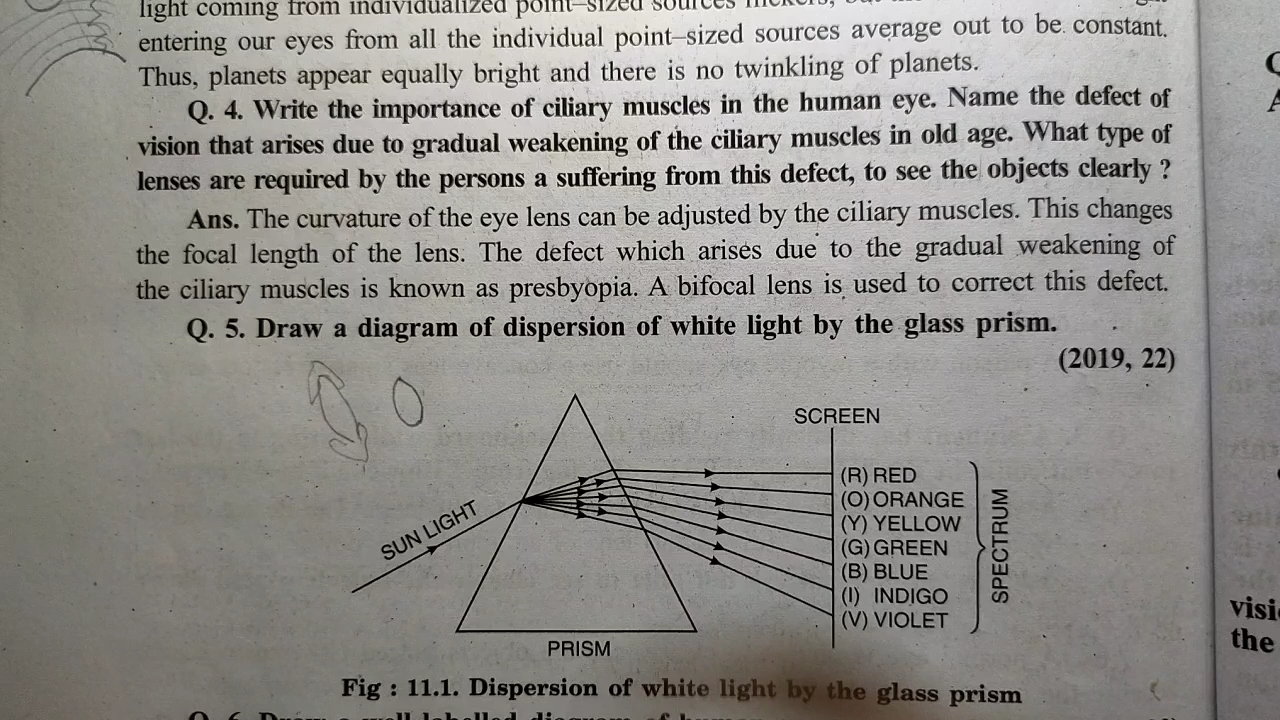 light coming from individualized point-sized sources
entering our eyes from all the individual point-sized sources average out to be constant.
Thus, planets appear equally bright and there is no twinkling of planets.
Q. 4. Write the importance of ciliary muscles in the human eye. Name the defect of
vision that arises due to gradual weakening of the ciliary muscles in old age. What type of
lenses are required by the persons a suffering from this defect, to see the objects clearly ?
Ans. The curvature of the eye lens can be adjusted by the ciliary muscles. This changes
the focal length of the lens. The defect which arises due to the gradual weakening of
the ciliary muscles is known as presbyopia. A bifocal lens is used to correct this defect.
Q. 5. Draw a diagram of dispersion of white light by the glass prism.
(2019, 22)
SCREEN
SUN LIGHT
(R) RED
(O) ORANGE
(Y) YELLOW
(G) GREEN
(B) BLUE
(I) INDIGO
(V) VIOLET
SPECTRUM
PRISM
Fig : 11.1. Dispersion of white light by the glass prism
visi
the